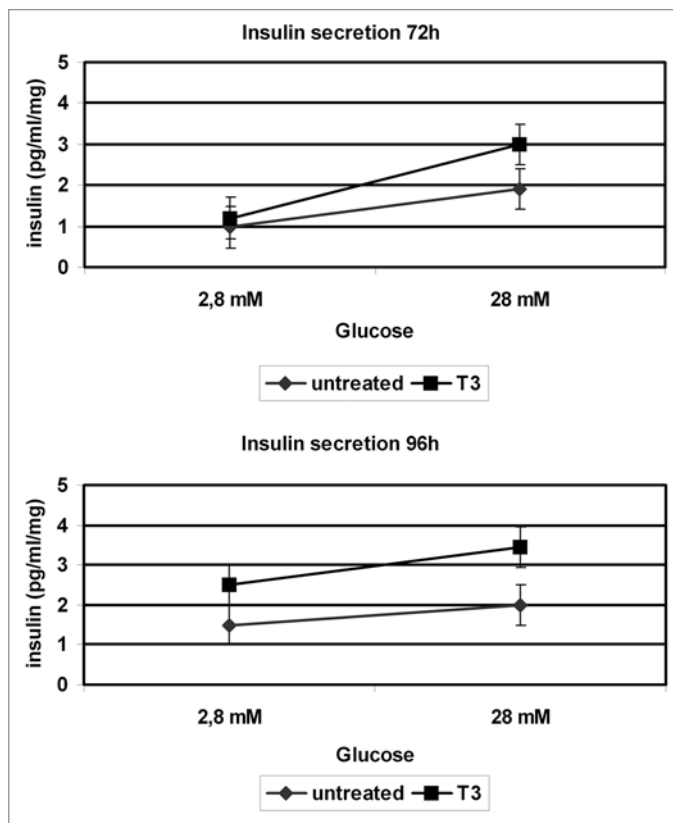 Insulin secretion 72h
5
4
3
2
1
0
insulin (pg/ml/mg)
2,8 mM 28 mM
Glucose
untreated T3
Insulin secretion 96h
5
4
3
2
1
0
insulin (pg/ml/mg)
2,8 mM 28 mM
Glucose
untreated T3